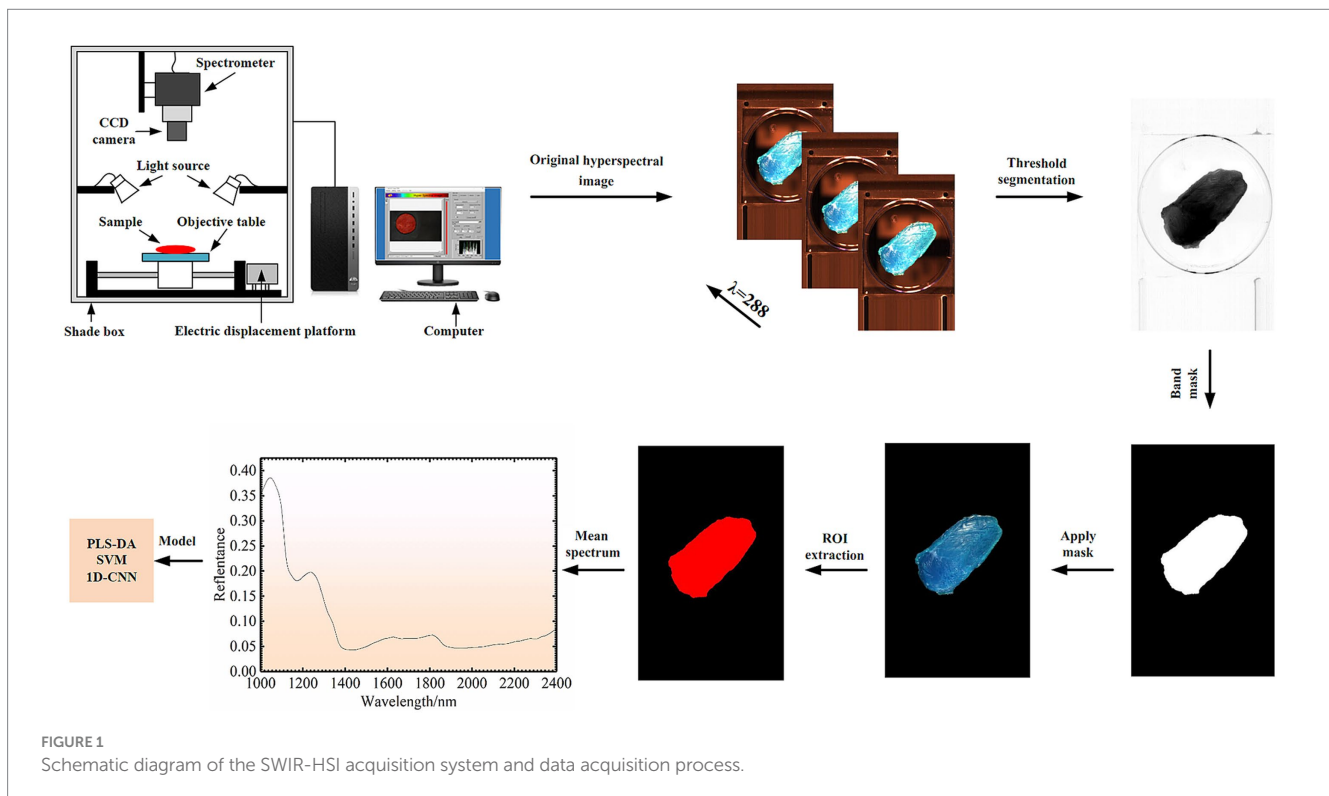 Spectrometer
CCD
camera
Light source
Sample
Objective table
Shade box
Electric displacement platform
Computer
Original hyperspectral
image
λ=288
Threshold
segmentation
Band
mask
Apply
mask
ROI
extraction
Mean
spectrum
Reflentance
0.40
0.35
0.30
0.25
0.20
0.15
0.10
0.05
0.00
1000 1200 1400 1600 1800 2000 2200 2400
Wavelength/nm
Model
PLS-DA
SVM
1D-CNN
FIGURE 1
Schematic diagram of the SWIR-HSI acquisition system and data acquisition process.